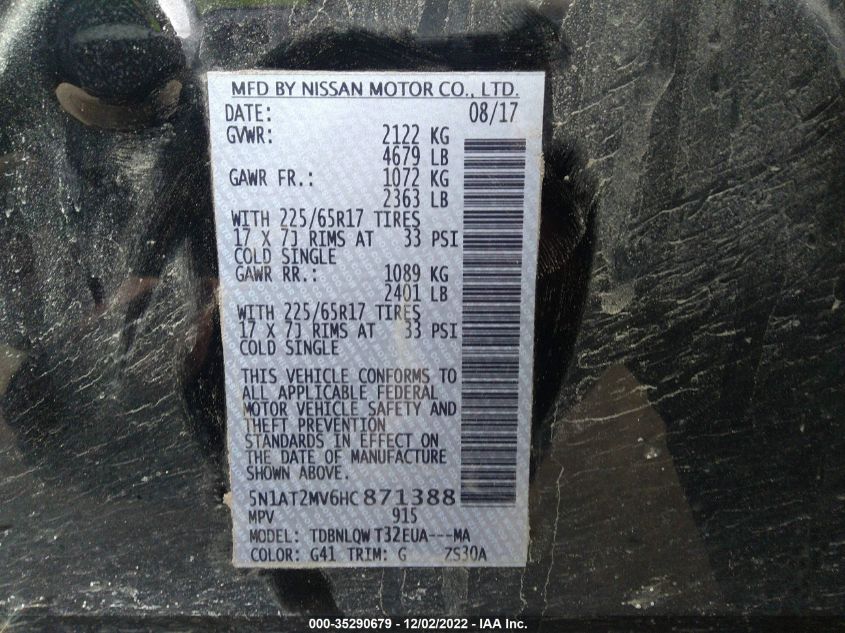 MFD BY NISSAN MOTOR CO., LTD.
DATE: 08/17
GVWR: 2122 KG
4679 LB
GAWR FR.: 1072 KG
2363 LB
WITH 225/65R17 TIRES
17 X 7J RIMS AT 33 PSI
COLD SINGLE
GAWR RR.: 1089 KG
2401 LB
WITH 225/65R17 TIRES
17 X 7J RIMS AT 33 PSI
COLD SINGLE
THIS VEHICLE CONFORMS TO
ALL APPLICABLE FEDERAL
MOTOR VEHICLE SAFETY AND
THEFT PREVENTION
STANDARDS IN EFFECT ON
THE DATE OF MANUFACTURE
SHOWN ABOVE.
5N1AT2MV6HC871388
MPV 915
MODEL: TDBNLQW T32EUA---MA
COLOR: G41 TRIM: G ZS30A
000-35290679 - 12/02/2022 - IAA Inc.